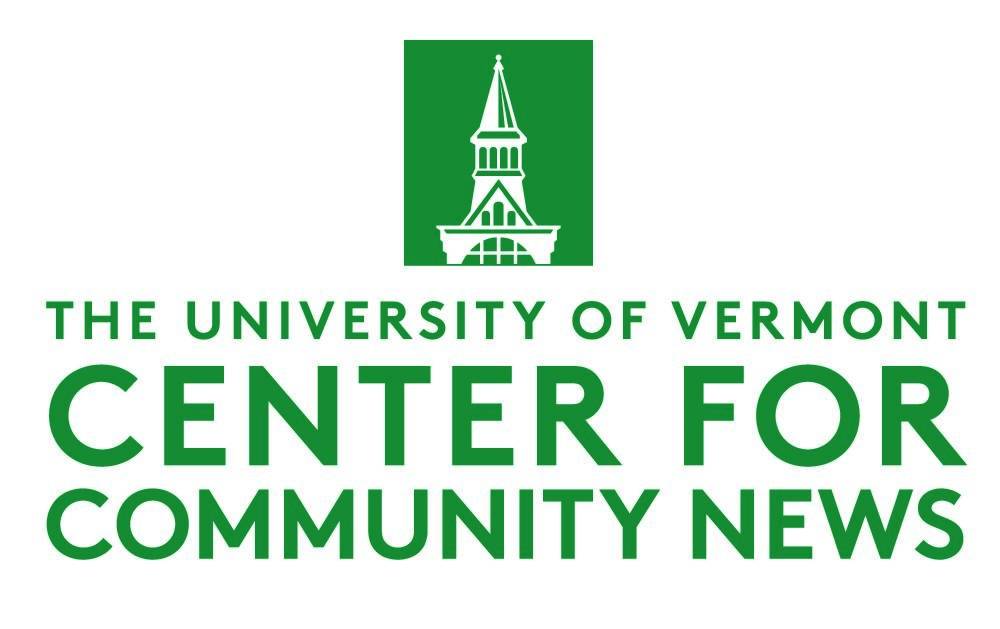 THE UNIVERSITY OF VERMONT
CENTER FOR
COMMUNITY NEWS